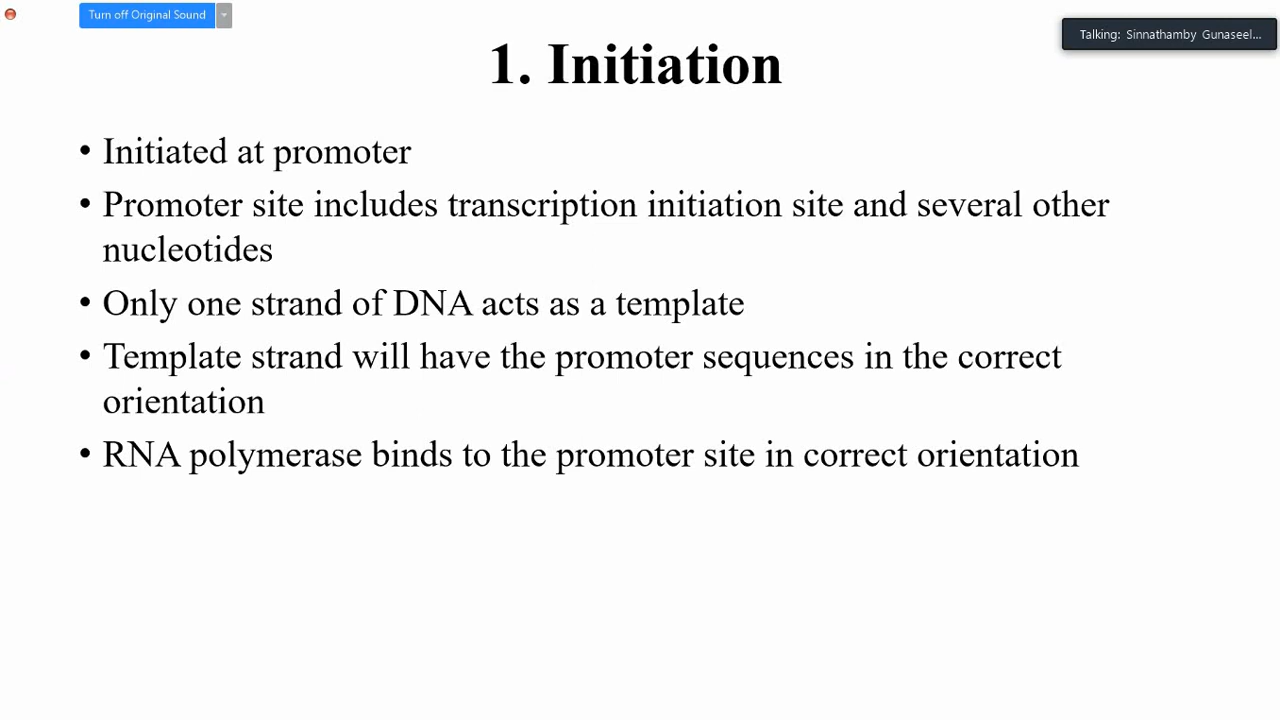 Turn off Original Sound
Talking: Sinnathamby Gunaseel...
1. Initiation
• Initiated at promoter
• Promoter site includes transcription initiation site and several other
nucleotides
• Only one strand of DNA acts as a template
• Template strand will have the promoter sequences in the correct
orientation
• RNA polymerase binds to the promoter site in correct orientation